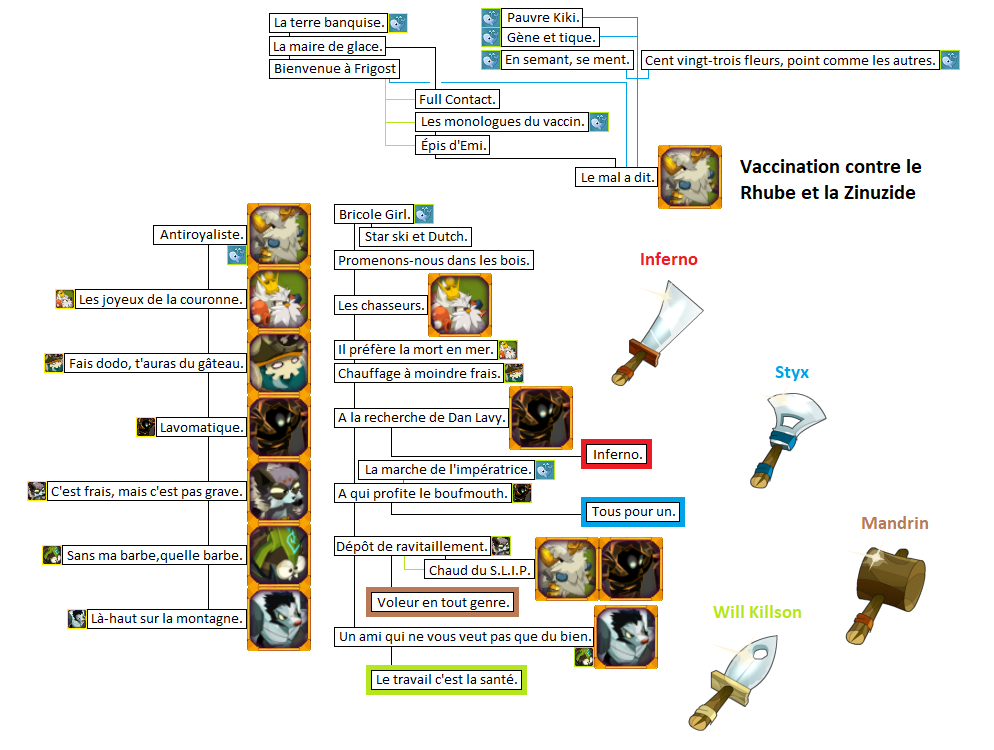 La terre banquise.
La maire de glace.
Bienvenue à Frigost
Pauvre Kiki.
Gène et tique.
En semant, se ment.
Cent vingt-trois fleurs, point comme les autres.
Full Contact.
Les monologues du vaccin.
Épis d'Emi.
Le mal a dit.
Vaccination contre le
Rhube et la Zinuzide
Antiroyaliste.
Les joyeux de la couronne.
Fais dodo, t'auras du gâteau.
Lavomatique.
C'est frais, mais c'est pas grave.
Sans ma barbe,quelle barbe.
Là-haut sur la montagne.
Bricole Girl.
Star ski et Dutch.
Promenons-nous dans les bois.
Les chasseurs.
Il préfère la mort en mer.
Chauffage à moindre frais.
A la recherche de Dan Lavy.
Inferno.
La marche de l'impératrice.
A qui profite le boufmouth.
Tous pour un.
Dépôt de ravitaillement.
Chaud du S.L.I.P.
Voleur en tout genre.
Un ami qui ne vous veut pas que du bien.
Le travail c'est la santé.
Inferno
Styx
Mandrin
Will Killson